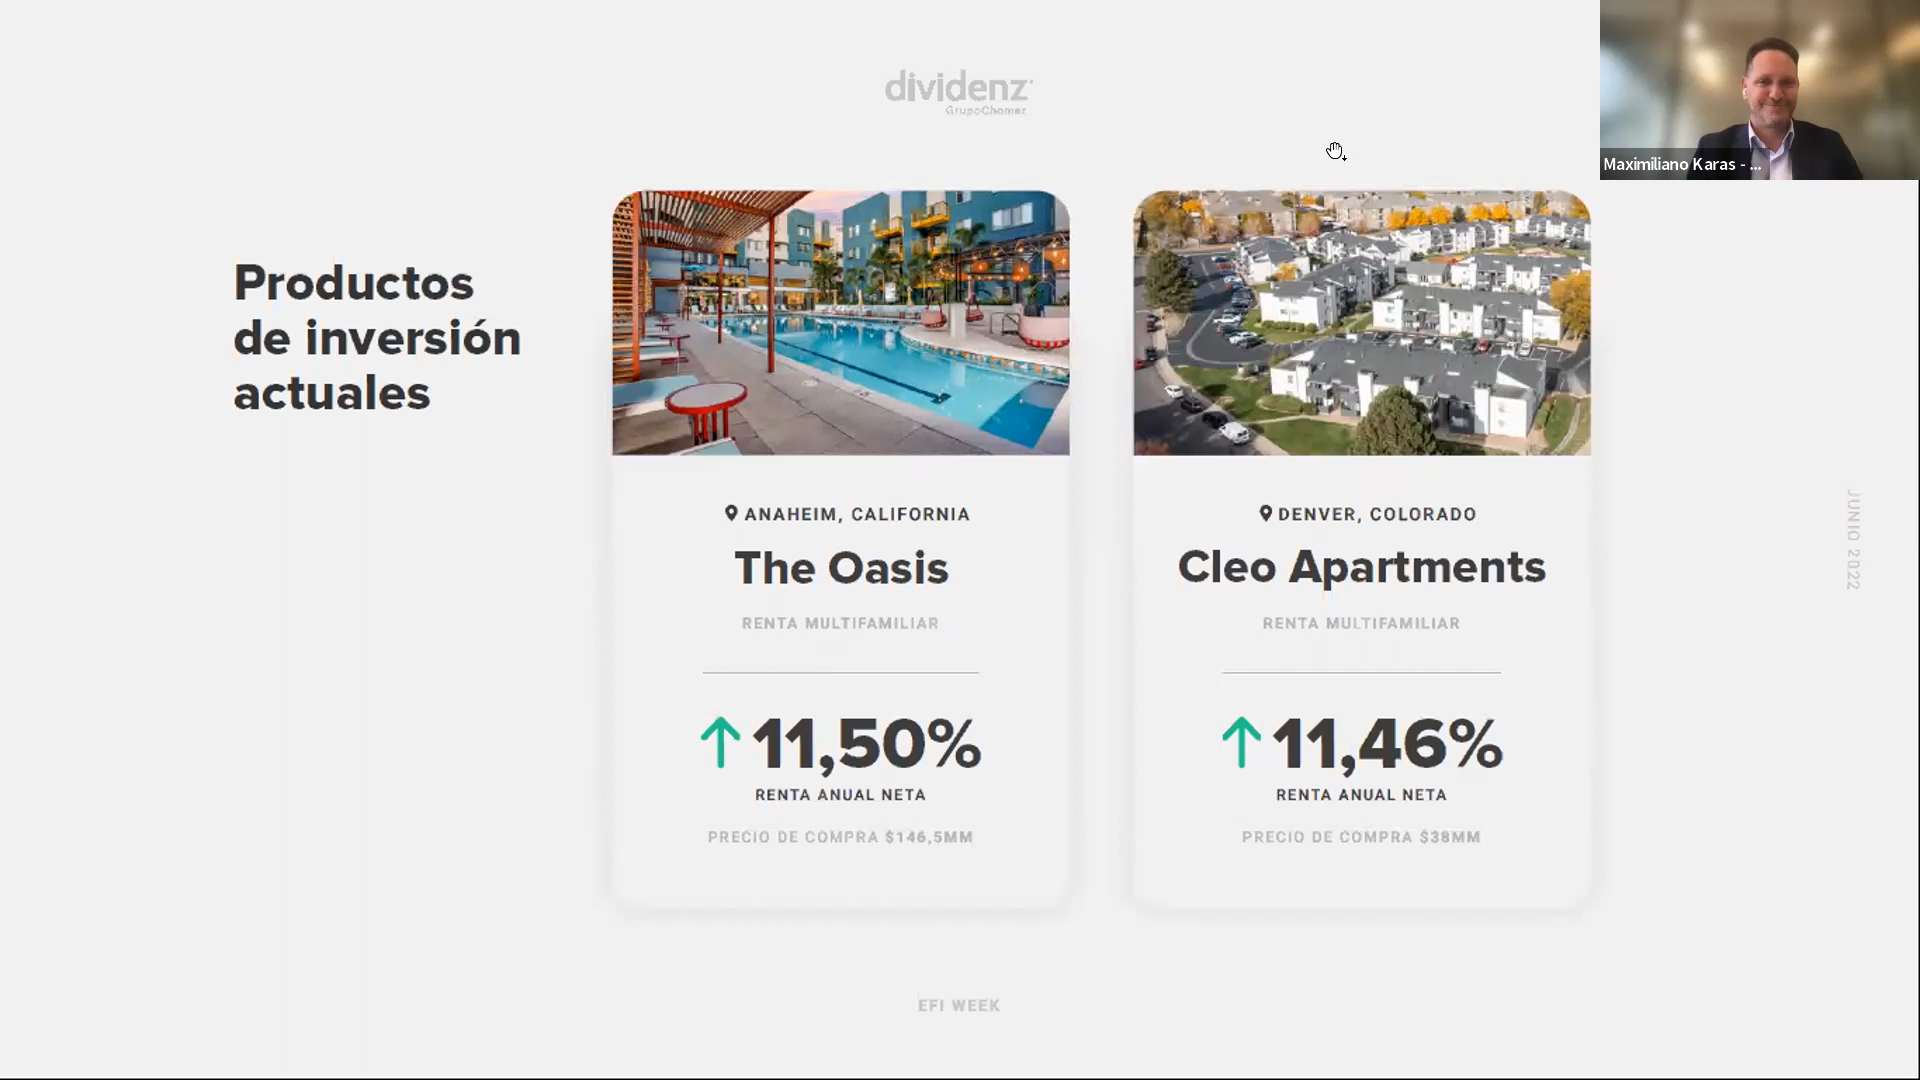 dividenz
GrupoChomer
Maximiliano Karas - ...
Productos
de inversión
actuales
ANAHEIM, CALIFORNIA
The Oasis
RENTA MULTIFAMILIAR
11,50%
RENTA ANUAL NETA
PRECIO DE COMPRA $146,5MM
DENVER, COLORADO
Cleo Apartments
RENTA MULTIFAMILIAR
11,46%
RENTA ANUAL NETA
PRECIO DE COMPRA $38MM
JUNIO 2022
EFI WEEK